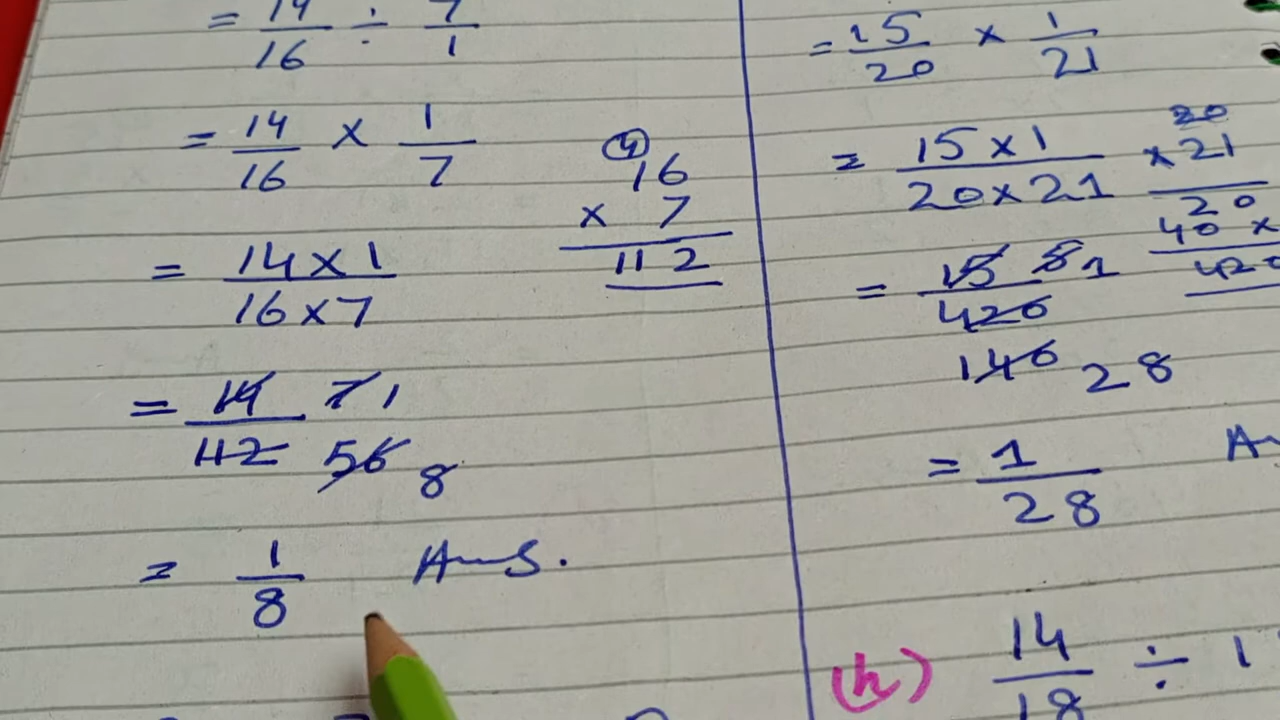 = 14/16 ÷ 7/1
= 14/16 × 1/7
= 14×1/16×7
④
16
× 7
112
= 14 7 1/112 56 8
= 1/8 Ans.
= 15/20 × 1/21
= 15×1/20×21
20
×21
20
40 ×
420
= 15 5 1/420
140 28
= 1/28
(h) 14/18 ÷ 1